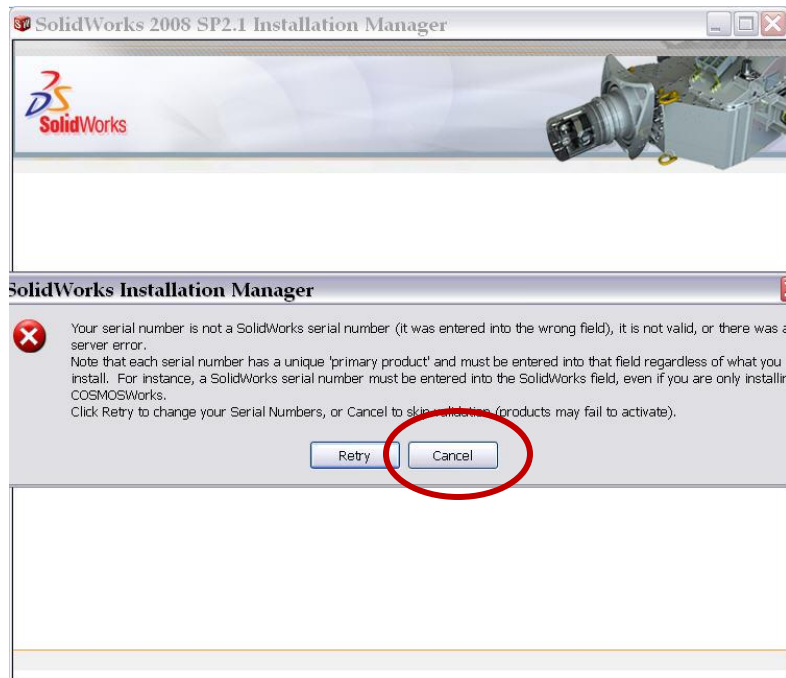 SolidWorks 2008 SP2.1 Installation Manager
SolidWorks
SolidWorks Installation Manager
Your serial number is not a SolidWorks serial number (it was entered into the wrong field), it is not valid, or there was a
server error.
Note that each serial number has a unique 'primary product' and must be entered into that field regardless of what you
install. For instance, a SolidWorks serial number must be entered into the SolidWorks field, even if you are only installin
COSMOSWorks.
Click Retry to change your Serial Numbers, or Cancel to skip validation (products may fail to activate).
Retry Cancel